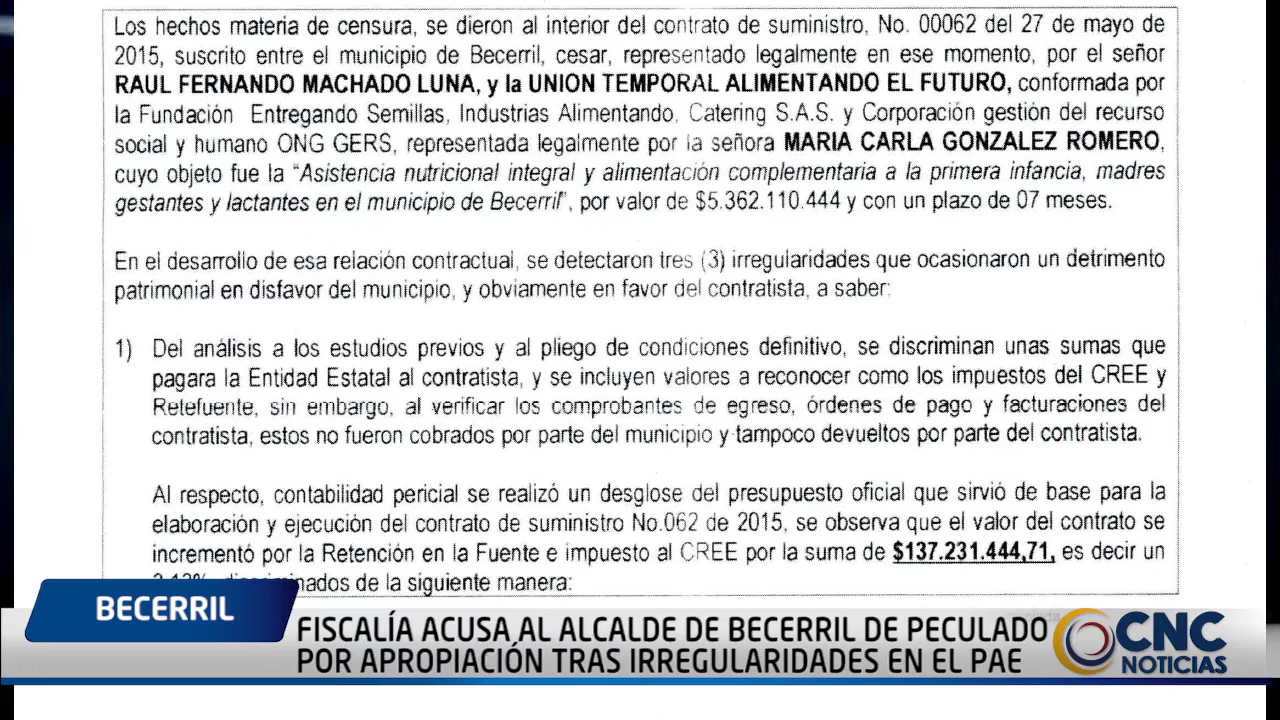 Los hechos materia de censura, se dieron al interior del contrato de suministro, No. 00062 del 27 de mayo de
2015, suscrito entre el municipio de Becerril, cesar, representado legalmente en ese momento, por el señor
RAUL FERNANDO MACHADO LUNA, y la UNION TEMPORAL ALIMENTANDO EL FUTURO, conformada por
la Fundación Entregando Semillas, Industrias Alimentando, Catering S.A.S. y Corporación gestión del recurso
social y humano ONG GERS, representada legalmente por la señora MARIA CARLA GONZALEZ ROMERO,
cuyo objeto fue la "Asistencia nutricional integral y alimentación complementaria a la primera infancia, madres
gestantes y lactantes en el municipio de Becerril", por valor de $5.362.110.444 y con un plazo de 07 meses.
En el desarrollo de esa relación contractual, se detectaron tres (3) irregularidades que ocasionaron un detrimento
patrimonial en disfavor del municipio, y obviamente en favor del contratista, a saber:
1) Del análisis a los estudios previos y al pliego de condiciones definitivo, se discriminan unas sumas que
pagara la Entidad Estatal al contratista, y se incluyen valores a reconocer como los impuestos del CREE y
Retefuente, sin embargo, al verificar los comprobantes de egreso, órdenes de pago y facturaciones del
contratista, estos no fueron cobrados por parte del municipio y tampoco devueltos por parte del contratista.
Al respecto, contabilidad pericial se realizó un desglose del presupuesto oficial que sirvió de base para la
elaboración y ejecución del contrato de suministro No.062 de 2015, se observa que el valor del contrato se
incrementó por la Retención en la Fuente e impuesto al CREE por la suma de $137.231.444,71, es decir un
de la siguiente manera:
BECERRIL
FISCALÍA ACUSA AL ALCALDE DE BECERRIL DE PECULADO
POR APROPIACIÓN TRAS IRREGULARIDADES EN EL PAE
CNC
NOTICIAS